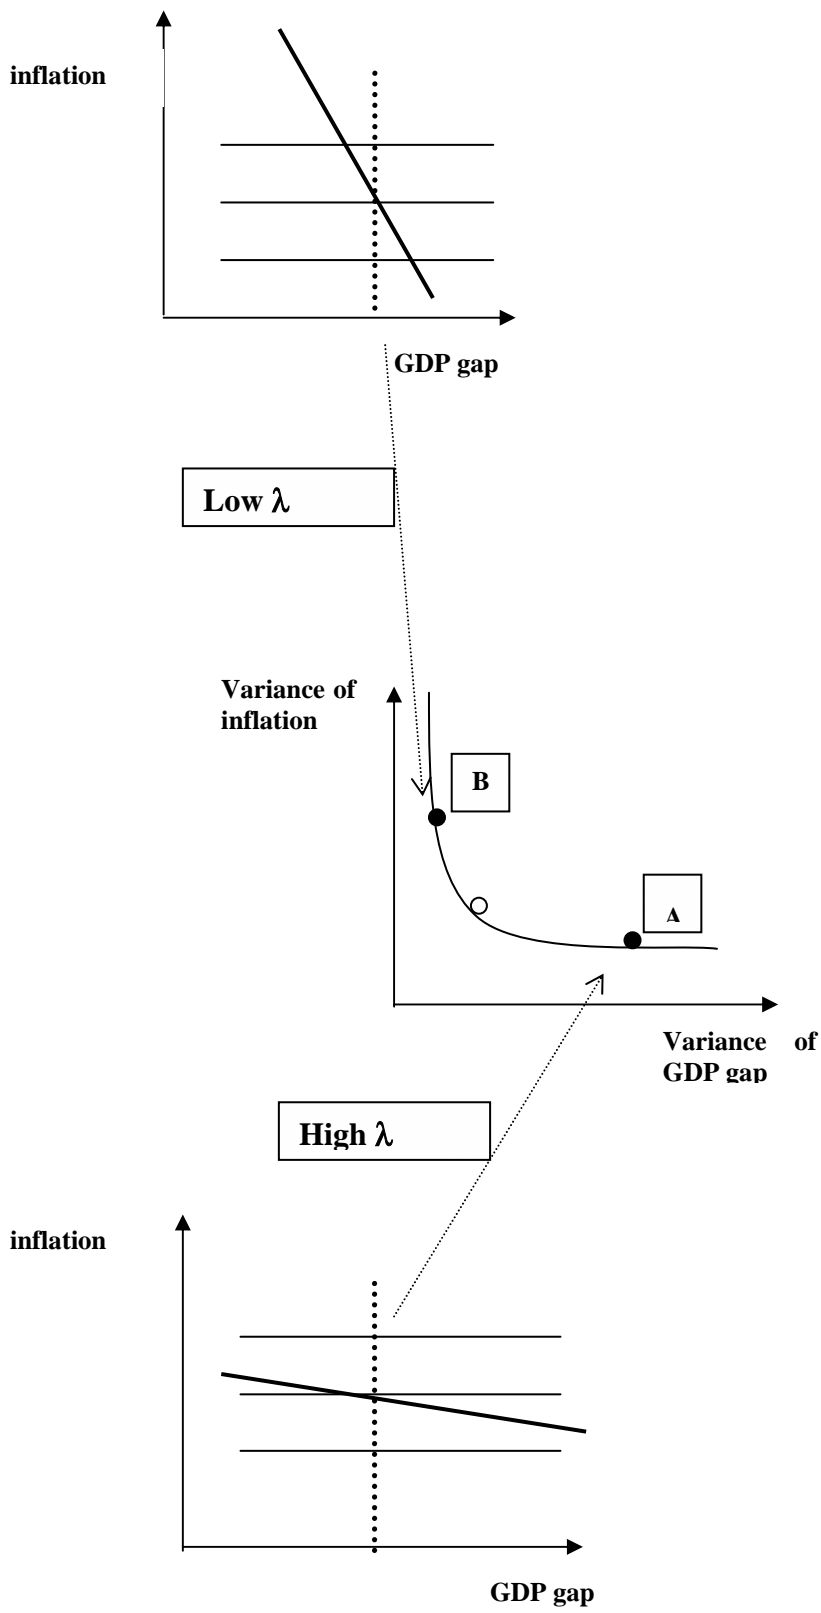 inflation
GDP gap
Low λ
Variance of
inflation
B
A
Variance of
GDP gap
High λ
inflation
GDP gap